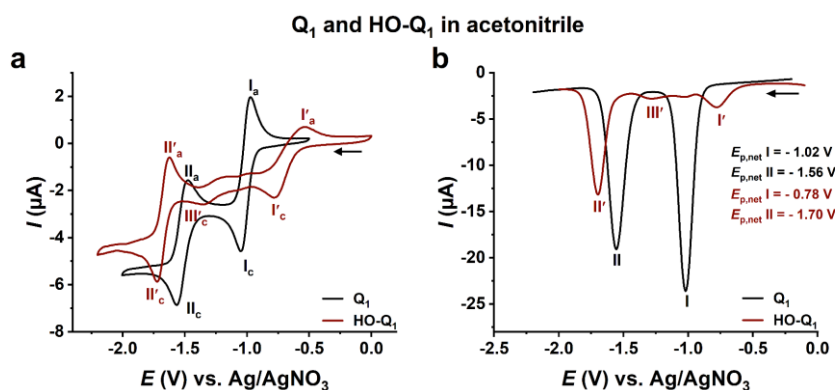 Q₁ and HO-Q₁ in acetonitrile
a
I (μA)
2
0
-2
-4
-6
-8
-2.0
-1.5
-1.0
-0.5
0.0
E (V) vs. Ag/AgNO₃
Iₐ
I'ₐ
II'ₐ
IIₐ
III'c
I'c
Ic
II'c
IIc
Q₁
HO-Q₁
b
I (μA)
0
-5
-10
-15
-20
-25
-2.5
-2.0
-1.5
-1.0
-0.5
0.0
E (V) vs. Ag/AgNO₃
III'
I'
II'
II
I
Ep,net I = - 1.02 V
Ep,net II = - 1.56 V
Ep,net I = - 0.78 V
Ep,net II = - 1.70 V
Q₁
HO-Q₁